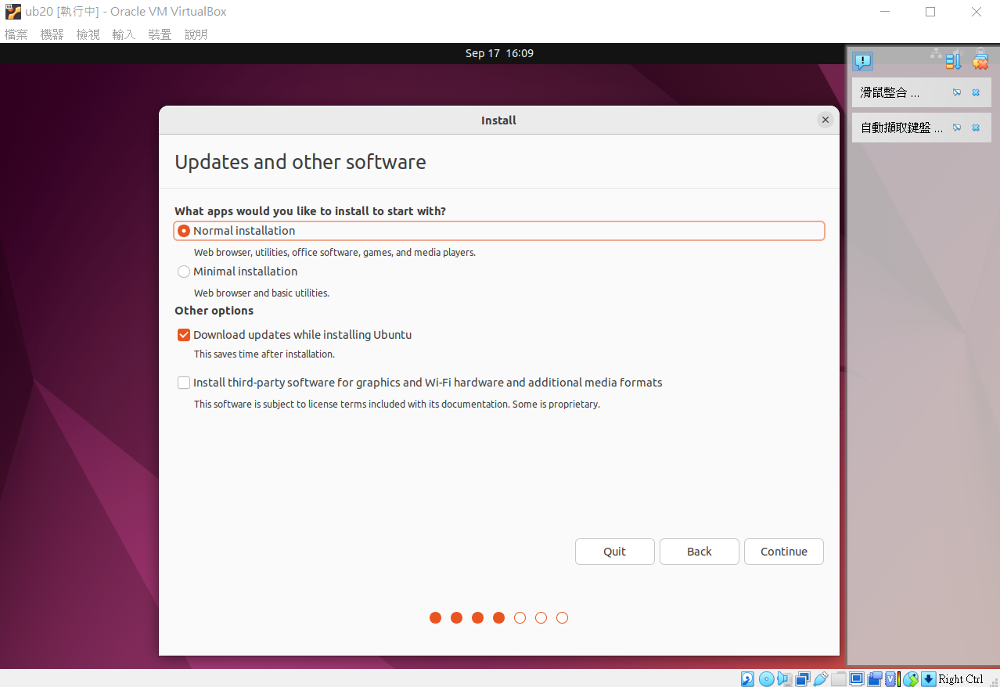 ub20 [執行中] - Oracle VM VirtualBox
檔案 機器 檢視 輸入 裝置 說明
Sep 17 16:09
滑鼠整合 ...
自動擷取鍵盤 ...
Install
Updates and other software
What apps would you like to install to start with?
Normal installation
Web browser, utilities, office software, games, and media players.
Minimal installation
Web browser and basic utilities.
Other options
Download updates while installing Ubuntu
This saves time after installation.
Install third-party software for graphics and Wi-Fi hardware and additional media formats
This software is subject to license terms included with its documentation. Some is proprietary.
Quit Back Continue
Right Ctrl